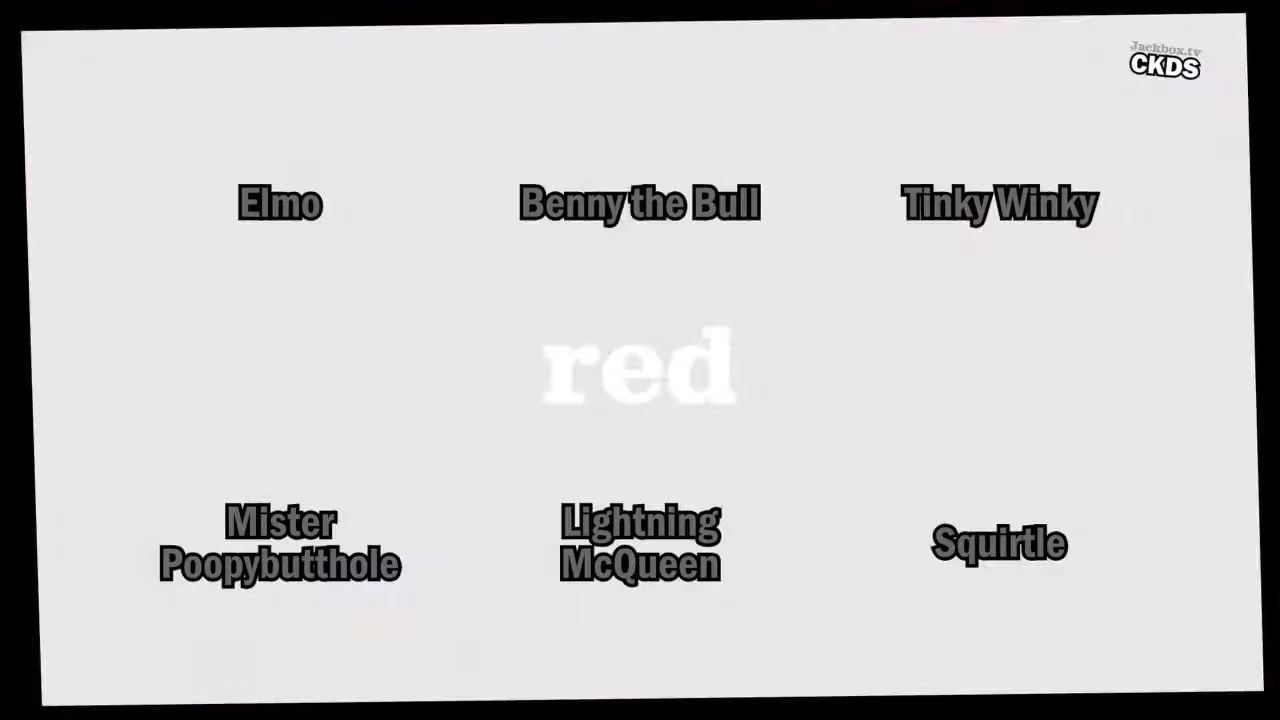 Jackbox.tv
CKDS
Elmo
Benny the Bull
Tinky Winky
red
Mister
Poopybutthole
Lightning
McQueen
Squirtle